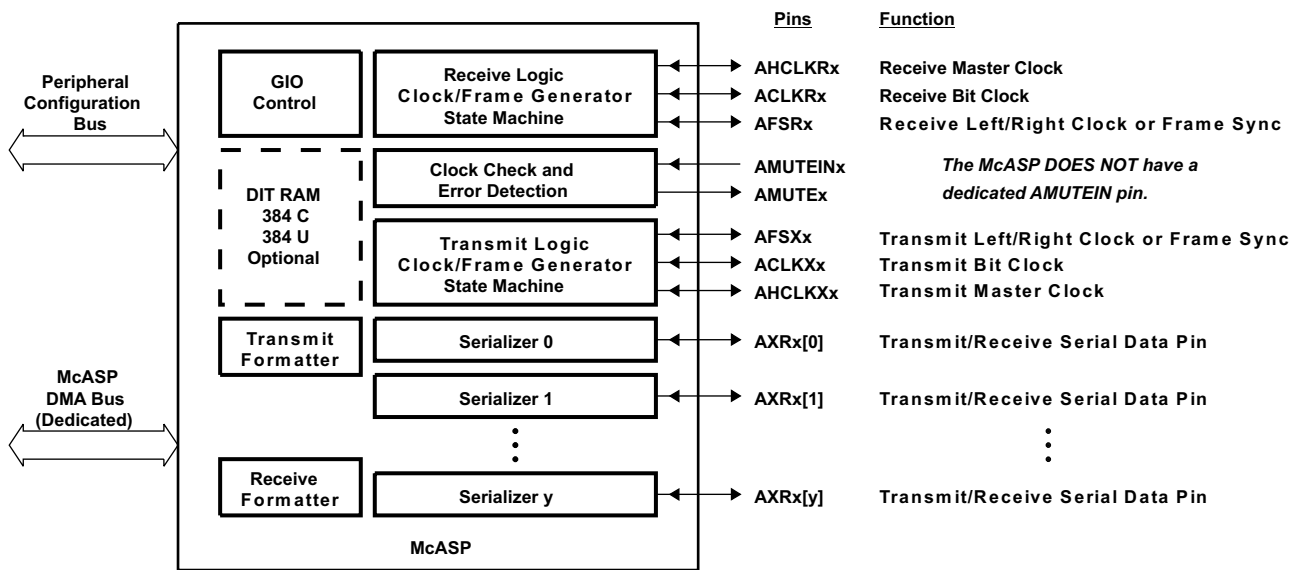 Pins Function
Peripheral
Configuration
Bus
GIO
Control
Receive Logic
Clock/Frame Generator
State Machine
AHCLKRx Receive Master Clock
ACLKRx Receive Bit Clock
AFSRx Receive Left/Right Clock or Frame Sync
DIT RAM
384 C
384 U
Optional
Clock Check and
Error Detection
AMUTEINx
AMUTEx
The McASP DOES NOT have a
dedicated AMUTEIN pin.
Transmit Logic
Clock/Frame Generator
State Machine
AFSXx Transmit Left/Right Clock or Frame Sync
ACLKXx Transmit Bit Clock
AHCLKXx Transmit Master Clock
Transmit
Formatter
Serializer 0
AXRx[0] Transmit/Receive Serial Data Pin
McASP
DMA Bus
(Dedicated)
Serializer 1
AXRx[1] Transmit/Receive Serial Data Pin
Receive
Formatter
Serializer y
AXRx[y] Transmit/Receive Serial Data Pin
McASP